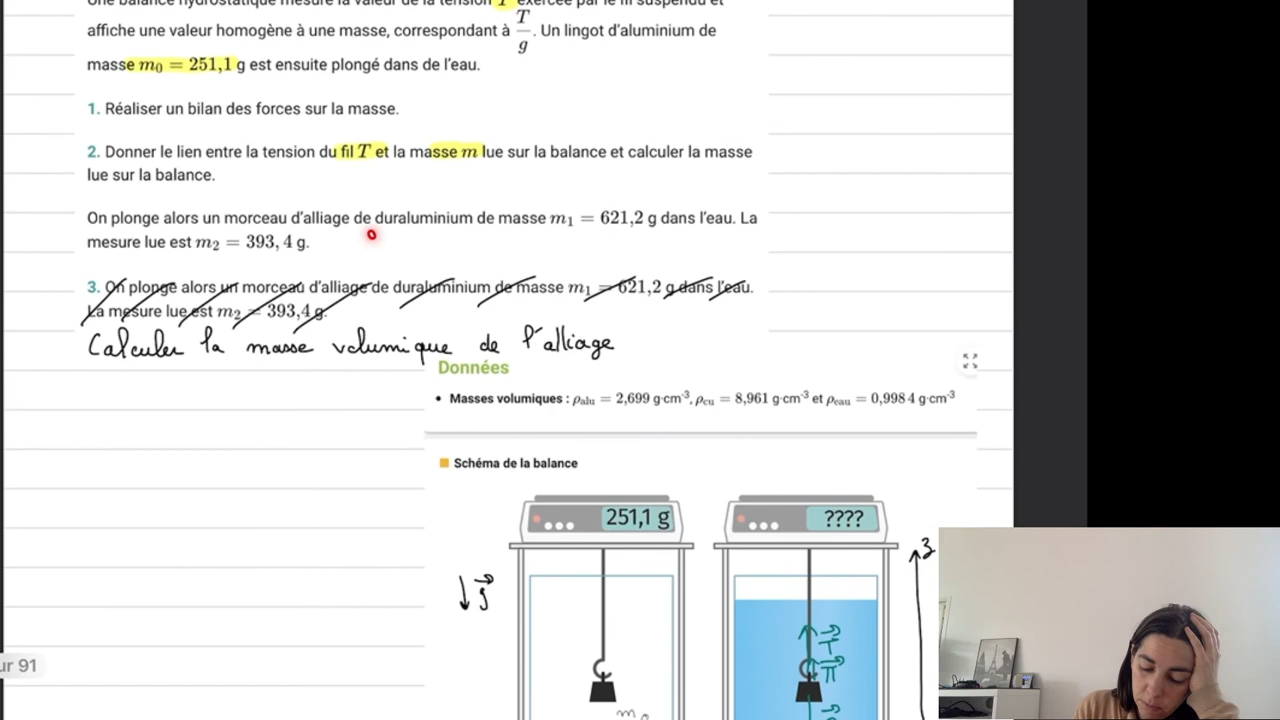 Une balance hydrostatique mesure la valeur de la tension T exercée par le fil suspendu et
affiche une valeur homogène à une masse, correspondant à T/g. Un lingot d'aluminium de
masse m₀ = 251,1 g est ensuite plongé dans de l'eau.
1. Réaliser un bilan des forces sur la masse.
2. Donner le lien entre la tension du fil T et la masse m lue sur la balance et calculer la masse
lue sur la balance.
On plonge alors un morceau d'alliage de duraluminium de masse m₁ = 621,2 g dans l'eau. La
mesure lue est m₂ = 393, 4 g.
3. On plonge alors un morceau d'alliage de duraluminium de masse m₁ = 621,2 g dans l'eau.
La mesure lue est m₂ = 393,4 g.
Calculer la masse volumique de l'alliage
Données
• Masses volumiques : ρalu = 2,699 g·cm⁻³, ρcu = 8,961 g·cm⁻³ et ρeau = 0,998 4 g·cm⁻³
Schéma de la balance
251,1 g
????
g
z
T
π
m₀
ur 91